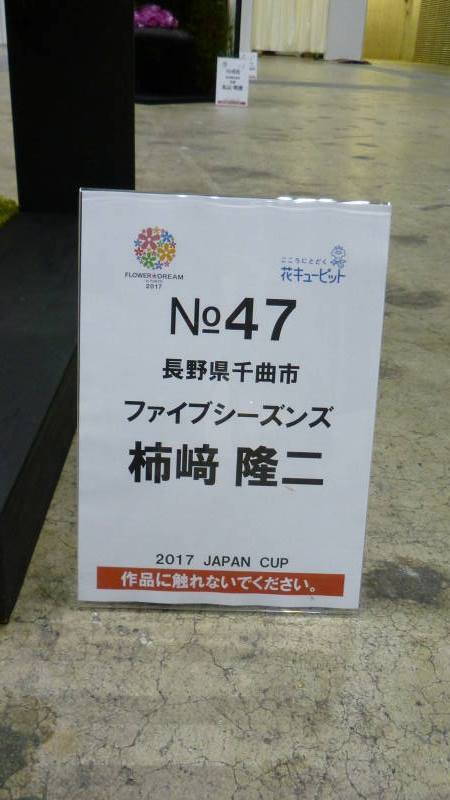 FLOWER DREAM
2017
こころにとどく
花キューピット
№47
長野県千曲市
ファイブシーズンズ
柿﨑 隆二
2017 JAPAN CUP
作品に触れないでください。